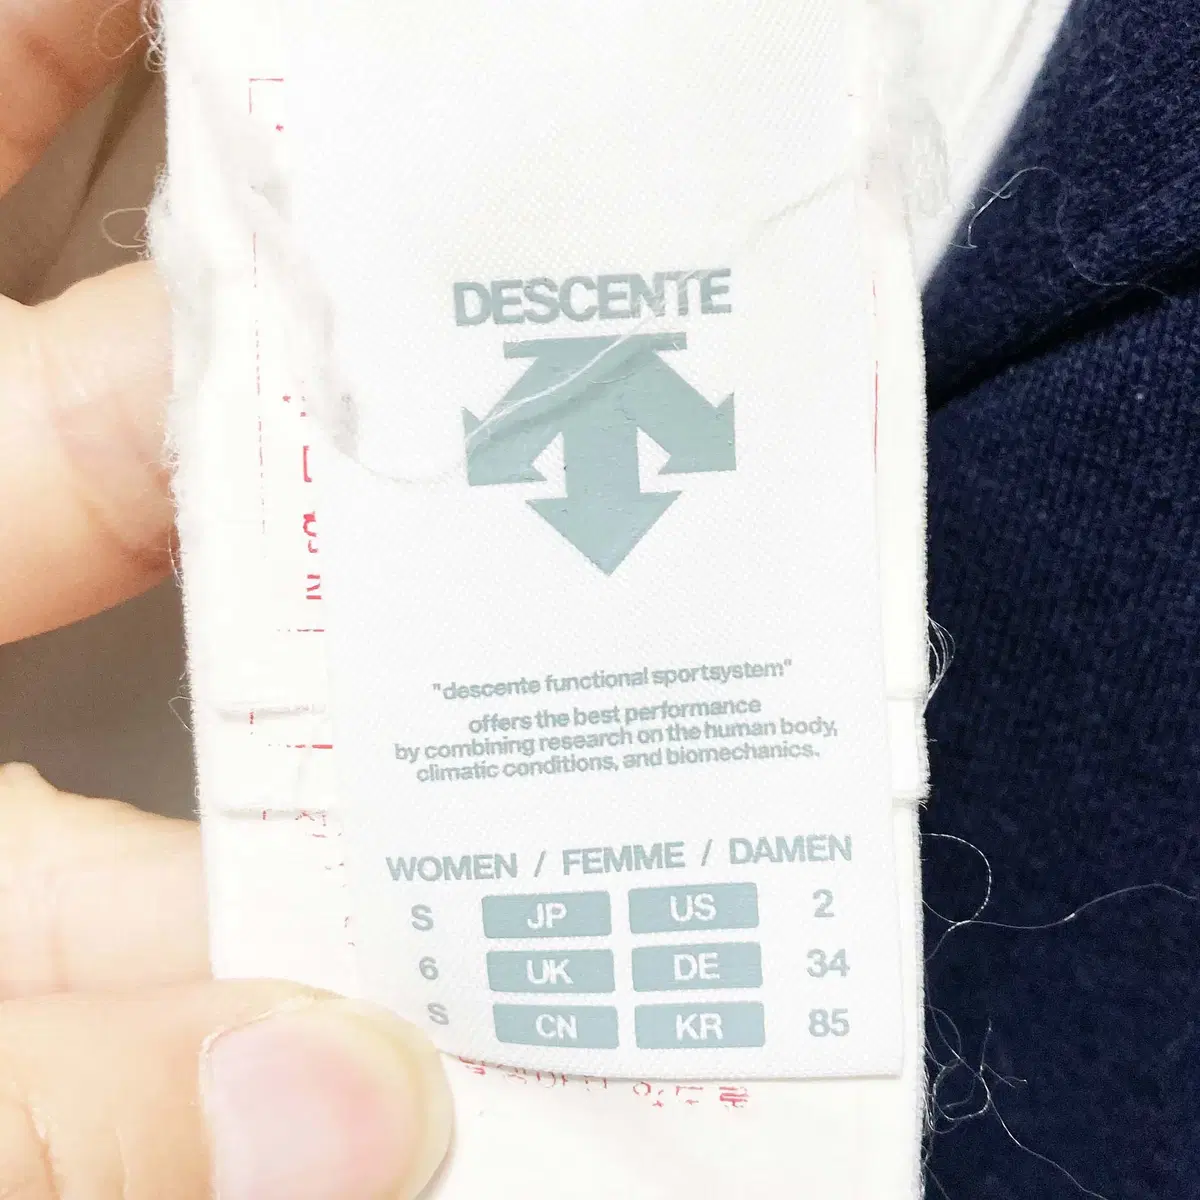 DESCENTE
"descente functional sportsystem"
offers the best performance
by combining research on the human body,
climatic conditions, and biomechanics.
WOMEN / FEMME / DAMEN
S JP US 2
6 UK DE 34
S CN KR 85